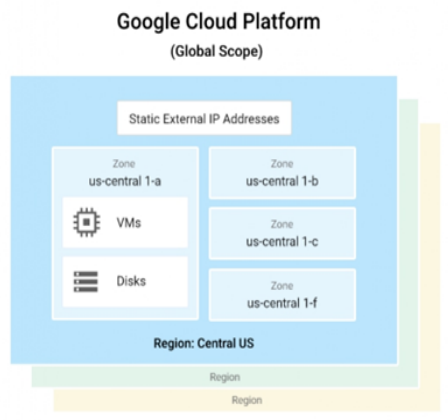 Google Cloud Platform
(Global Scope)
Static External IP Addresses
Zone
us-central 1-a
VMs
Disks
Zone
us-central 1-b
Zone
us-central 1-c
Zone
us-central 1-f
Region: Central US
Region
Region